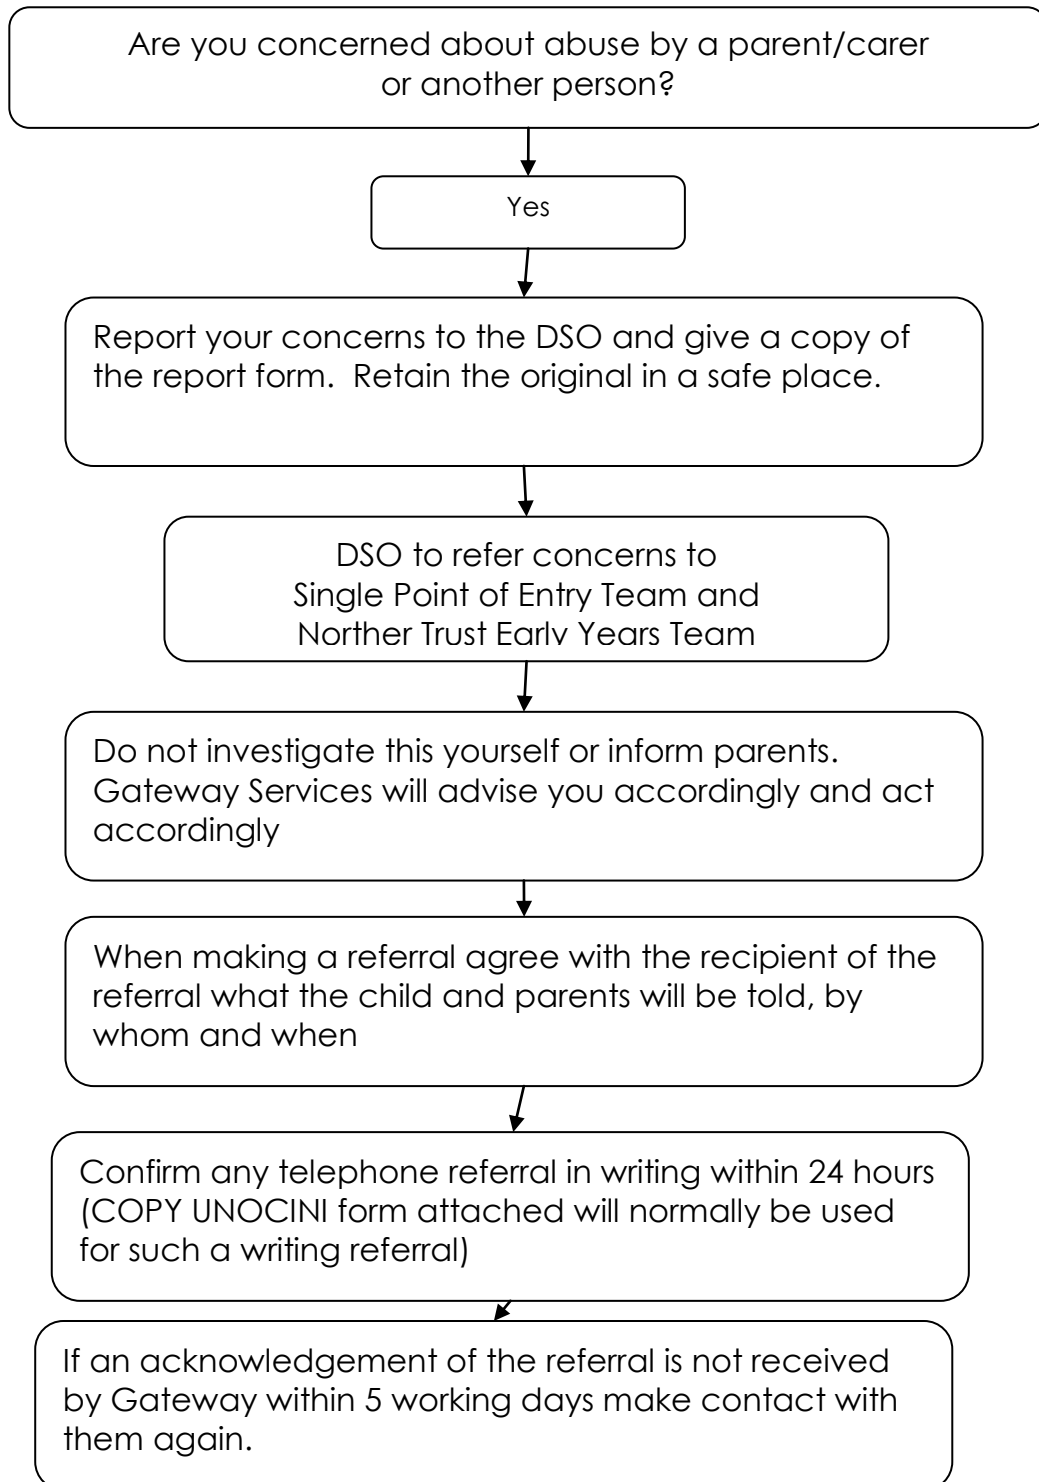 Are you concerned about abuse by a parent/carer
or another person?
Yes
Report your concerns to the DSO and give a copy of
the report form.  Retain the original in a safe place.
DSO to refer concerns to
Single Point of Entry Team and
Norther Trust Early Years Team
Do not investigate this yourself or inform parents.
Gateway Services will advise you accordingly and act
accordingly
When making a referral agree with the recipient of the
referral what the child and parents will be told, by
whom and when
Confirm any telephone referral in writing within 24 hours
(COPY UNOCINI form attached will normally be used
for such a writing referral)
If an acknowledgement of the referral is not received
by Gateway within 5 working days make contact with
them again.